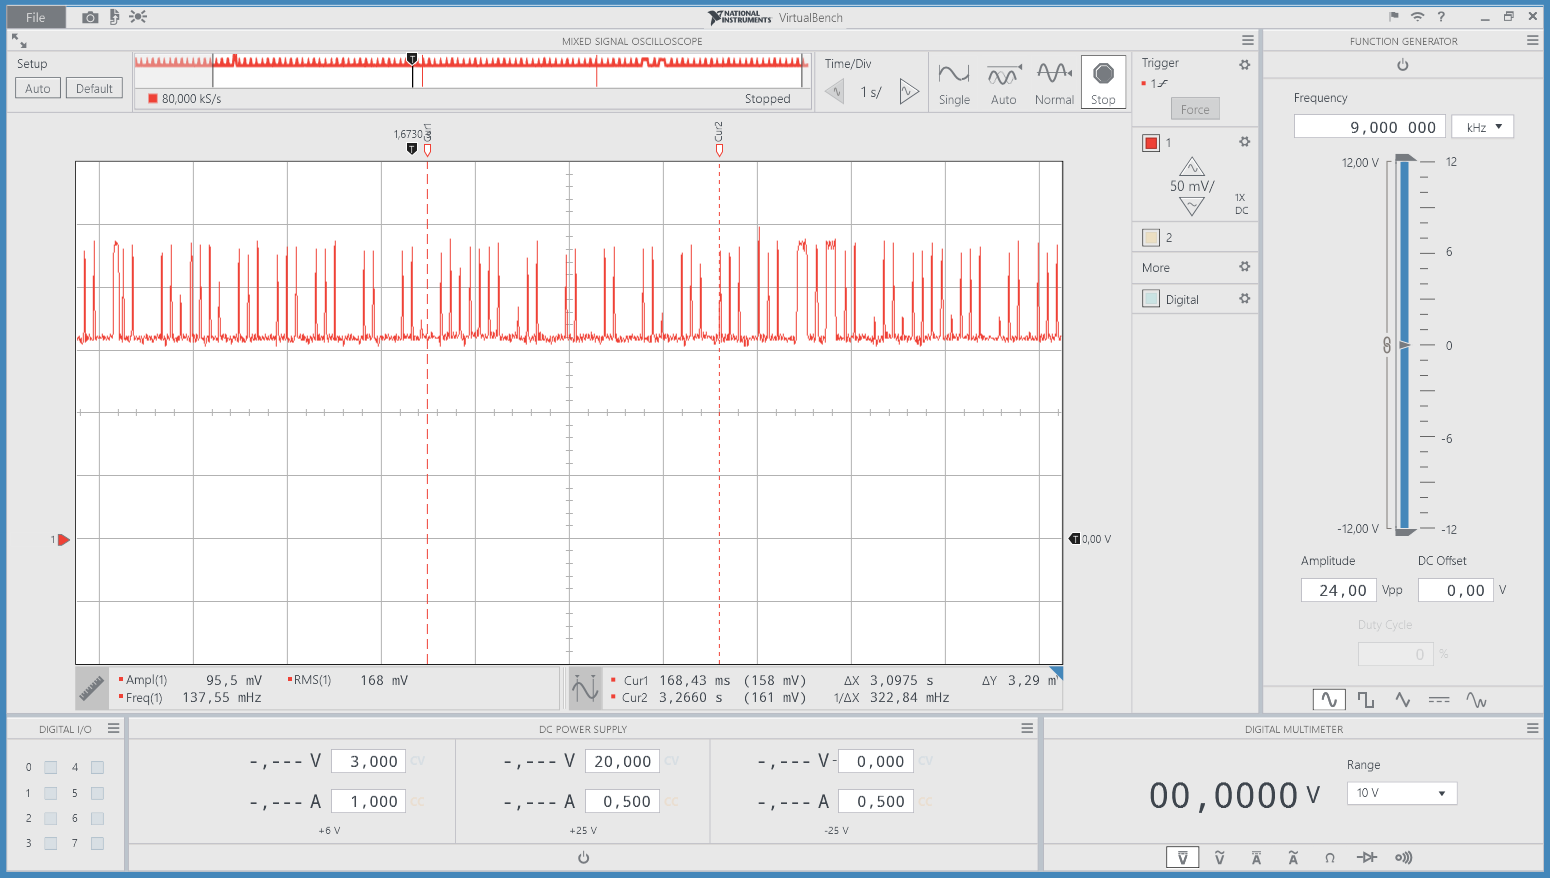 File
NATIONAL INSTRUMENTS VirtualBench
?
MIXED SIGNAL OSCILLOSCOPE
FUNCTION GENERATOR
Setup
Auto Default
80,000 kS/s
Stopped
Time/Div
1 s/
Single Auto Normal Stop
Trigger
1
Force
1
50 mV/
1X
DC
2
More
Digital
1,6730
T
Cur1
Cur2
1
T 0,00 V
Ampl(1) 95,5 mV RMS(1) 168 mV
Freq(1) 137,55 mHz
Cur1 168,43 ms (158 mV) ΔX 3,0975 s ΔY 3,29 m
Cur2 3,2660 s (161 mV) 1/ΔX 322,84 mHz
Frequency
9,000 000 kHz
12,00 V 12
6
0
-6
-12,00 V -12
Amplitude DC Offset
24,00 Vpp 0,00 V
Duty Cycle
0 %
DIGITAL I/O
0 4
1 5
2 6
3 7
DC POWER SUPPLY
-,--- V 3,000 CV -,--- V 20,000 CV -,--- V - 0,000 CV
-,--- A 1,000 CC -,--- A 0,500 CC -,--- A 0,500 CC
+6 V +25 V -25 V
DIGITAL MULTIMETER
00,0000 V
Range
10 V
V V A A Ω